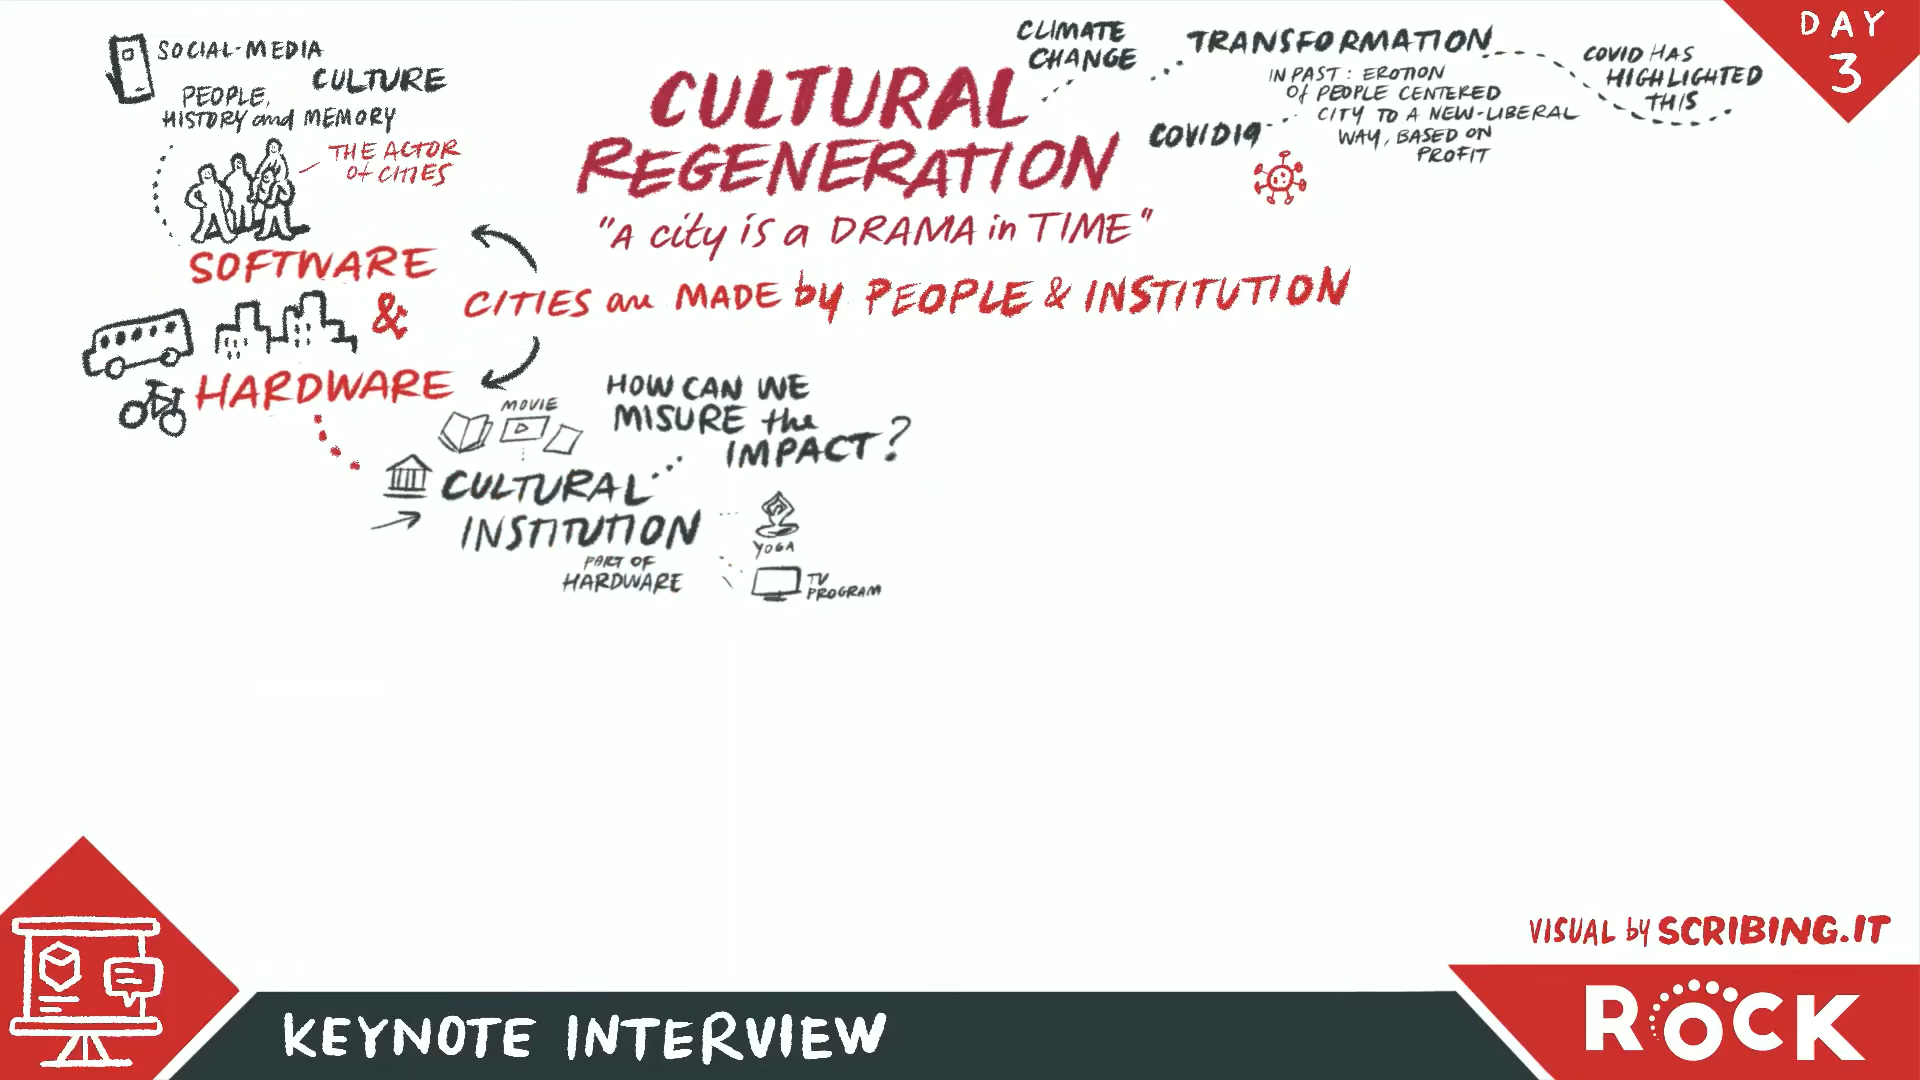 SOCIAL-MEDIA
CULTURE
PEOPLE,
HISTORY and MEMORY
THE ACTOR
of CITIES
SOFTWARE
&
HARDWARE
CULTURAL
REGENERATION
"A city is a DRAMA in TIME"
CITIES are MADE by PEOPLE & INSTITUTION
CLIMATE
CHANGE
COVID19
TRANSFORMATION
IN PAST: EROTION
of PEOPLE CENTERED
CITY TO A NEW-LIBERAL
WAY, BASED ON
PROFIT
COVID HAS
HIGHLIGHTED
THIS
DAY
3
HOW CAN WE
MISURE the
IMPACT?
MOVIE
CULTURAL
INSTITUTION
PART OF
HARDWARE
YOGA
TV
PROGRAM
VISUAL by SCRIBING.IT
KEYNOTE INTERVIEW
ROCK